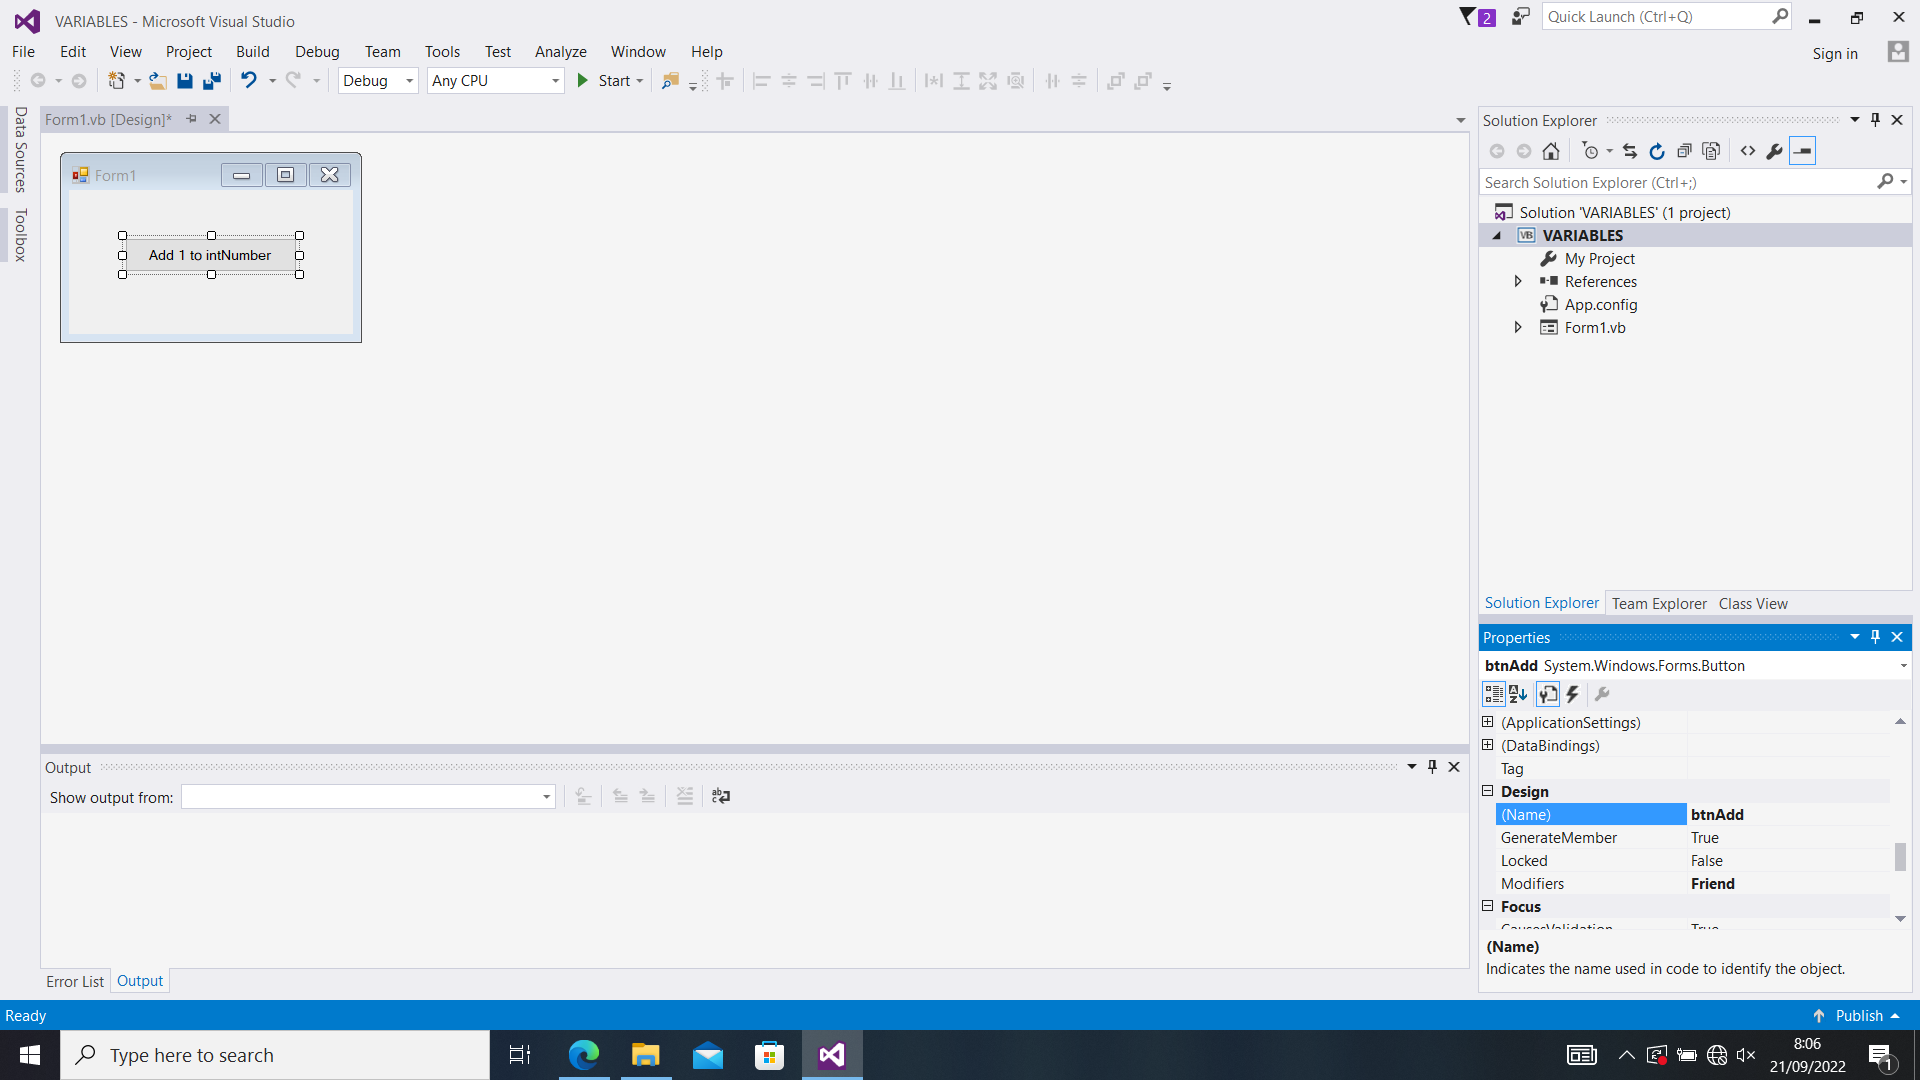 VARIABLES - Microsoft Visual Studio
2
Quick Launch (Ctrl+Q)
File Edit View Project Build Debug Team Tools Test Analyze Window Help
Sign in
Debug Any CPU Start
Data Sources
Toolbox
Form1.vb [Design]*
Form1
Add 1 to intNumber
Solution Explorer
Search Solution Explorer (Ctrl+;)
Solution 'VARIABLES' (1 project)
VB VARIABLES
My Project
References
App.config
Form1.vb
Solution Explorer Team Explorer Class View
Properties
btnAdd System.Windows.Forms.Button
(ApplicationSettings)
(DataBindings)
Tag
Design
(Name) btnAdd
GenerateMember True
Locked False
Modifiers Friend
Focus
CausesValidation True
(Name)
Indicates the name used in code to identify the object.
Output
Show output from:
Error List Output
Ready
Publish
Type here to search
8:06
21/09/2022
1